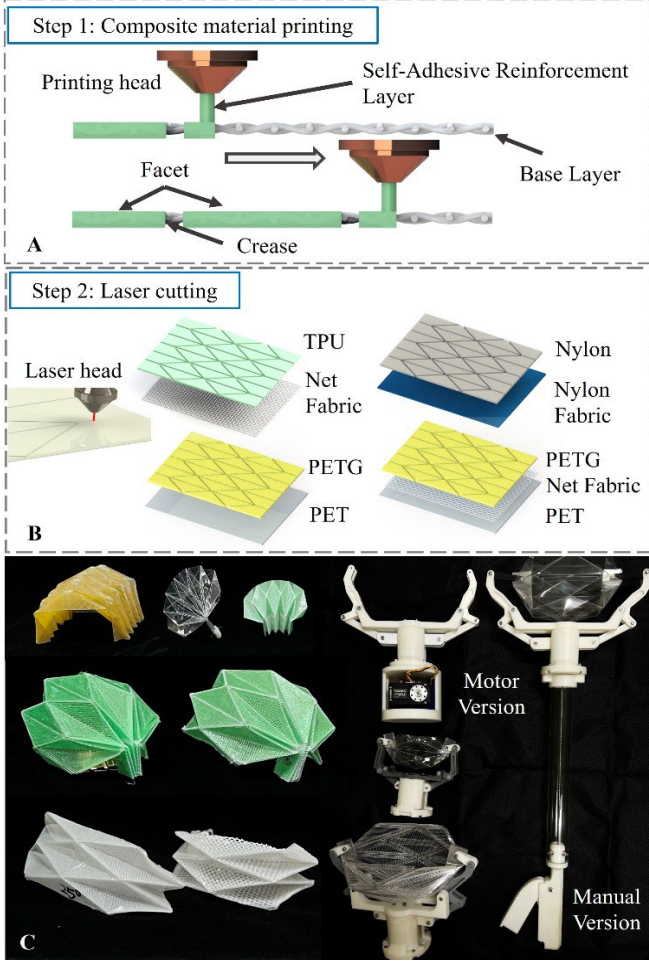 Step 1: Composite material printing
Printing head
Self-Adhesive Reinforcement
Layer
Base Layer
Facet
Crease
A
Step 2: Laser cutting
Laser head
TPU
Net
Fabric
Nylon
Nylon
Fabric
PETG
PET
PETG
Net Fabric
PET
B
Motor
Version
Manual
Version
C